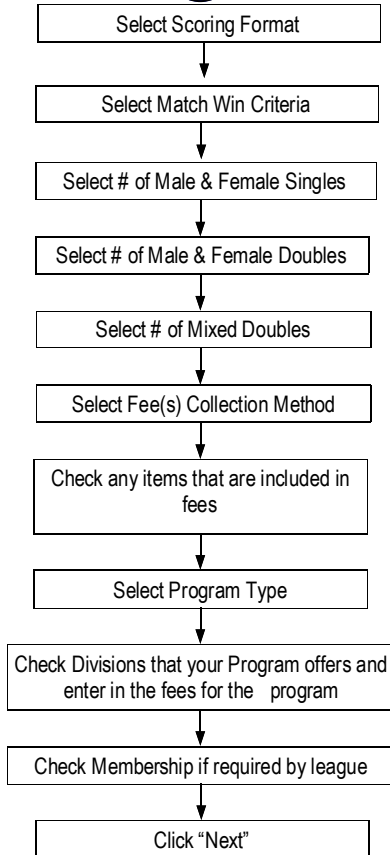 Select Scoring Format
Select Match Win Criteria
Select # of Male & Female Singles
Select # of Male & Female Doubles
Select # of Mixed Doubles
Select Fee(s) Collection Method
Check any items that are included in
fees
Select Program Type
Check Divisions that your Program offers and
enter in the fees for the program
Check Membership if required by league
Click “Next”